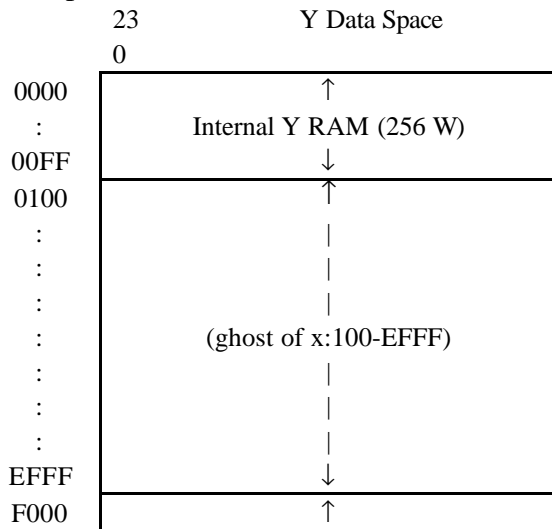 23 Y Data Space
0
0000 ↑
: Internal Y RAM (256 W)
00FF ↓
0100 ↑
: |
: |
: |
: (ghost of x:100-EFFF)
: |
: |
: |
EFFF ↓
F000 ↑